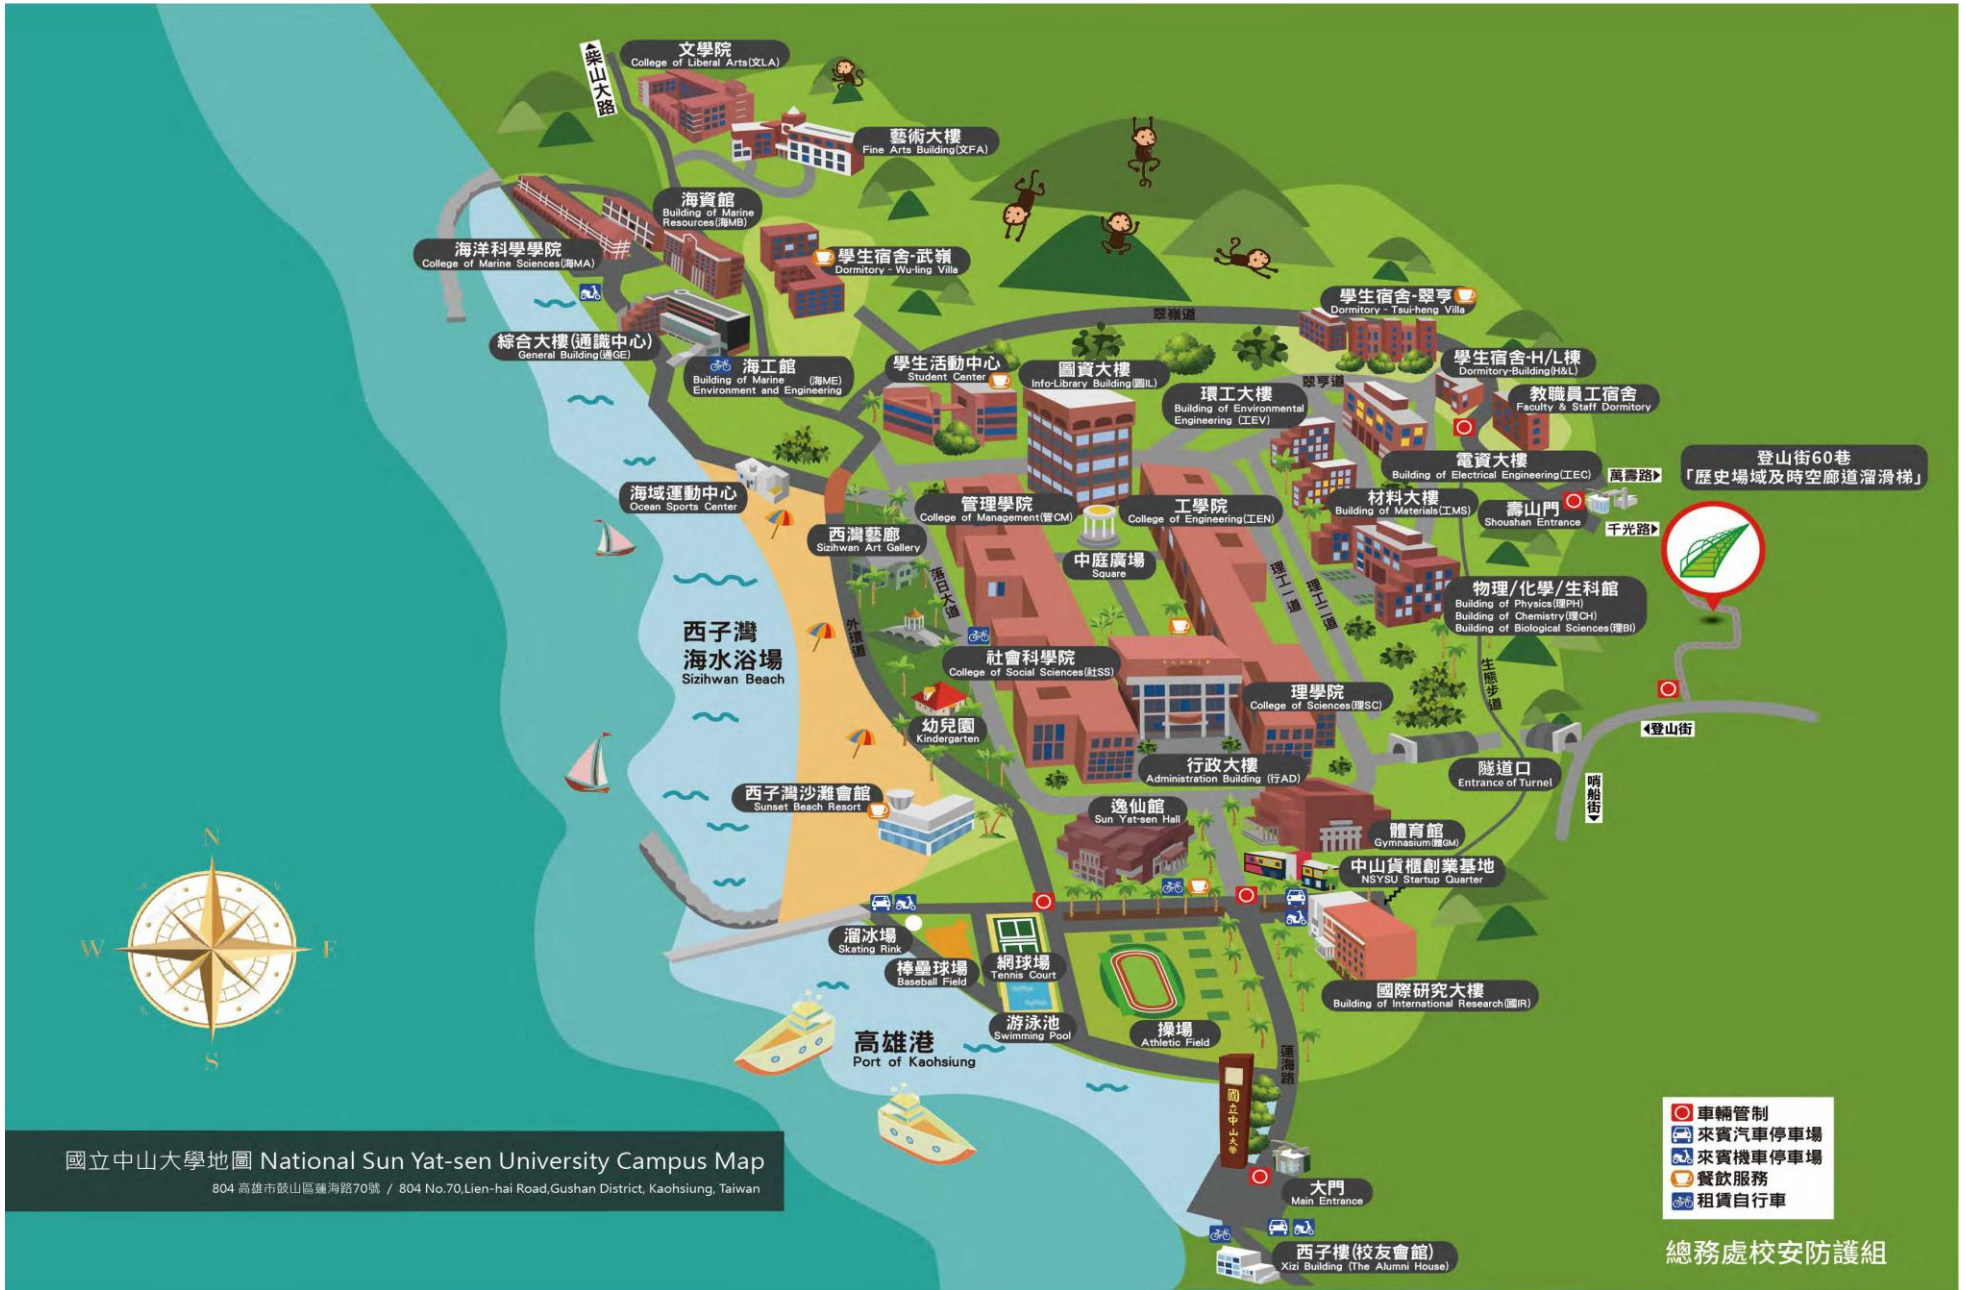 柴山大路
文學院
College of Liberal Arts(文LA)
藝術大樓
Fine Arts Building(文FA)
海資館
Building of Marine
Resources(海MB)
海洋科學學院
College of Marine Sciences(海MA)
學生宿舍-武嶺
Dormitory - Wu-ling Villa
綜合大樓(通識中心)
General Building(通GE)
海工館
Building of Marine (海ME)
Environment and Engineering
翠嶺道
學生宿舍-翠亨
Dormitory - Tsui-heng Villa
學生活動中心
Student Center
圖資大樓
Info-Library Building(圖IL)
環工大樓
Building of Environmental
Engineering (工EV)
翠亨道
學生宿舍-H/L棟
Dormitory-Building(H&L)
教職員工宿舍
Faculty & Staff Dormitory
電資大樓
Building of Electrical Engineering(工EC)
萬壽路
登山街60巷
「歷史場域及時空廊道溜滑梯」
海域運動中心
Ocean Sports Center
管理學院
College of Management(管CM)
工學院
College of Engineering(工EN)
材料大樓
Building of Materials(工MS)
壽山門
Shoushan Entrance
千光路
西灣藝廊
Sizihwan Art Gallery
中庭廣場
Square
落日大道
理工一道
理工二道
物理/化學/生科館
Building of Physics(理PH)
Building of Chemistry(理CH)
Building of Biological Sciences(理BI)
外環道
西子灣
海水浴場
Sizihwan Beach
社會科學院
College of Social Sciences(社SS)
理學院
College of Sciences(理SC)
生態步道
幼兒園
Kindergarten
登山街
行政大樓
Administration Building (行AD)
隧道口
Entrance of Turnel
哨船街
西子灣沙灘會館
Sunset Beach Resort
逸仙館
Sun Yat-sen Hall
體育館
Gymnasium(體GM)
中山貨櫃創業基地
NSYSU Startup Quarter
溜冰場
Skating Rink
棒壘球場
Baseball Field
網球場
Tennis Court
游泳池
Swimming Pool
操場
Athletic Field
國際研究大樓
Building of International Research(國IR)
高雄港
Port of Kaohsiung
蓮海路
國立中山大學
大門
Main Entrance
西子樓(校友會館)
Xizi Building (The Alumni House)
N
W
E
S
國立中山大學地圖 National Sun Yat-sen University Campus Map
804 高雄市鼓山區蓮海路70號 / 804 No.70,Lien-hai Road,Gushan District, Kaohsiung, Taiwan
車輛管制
來賓汽車停車場
來賓機車停車場
餐飲服務
租賃自行車
總務處校安防護組